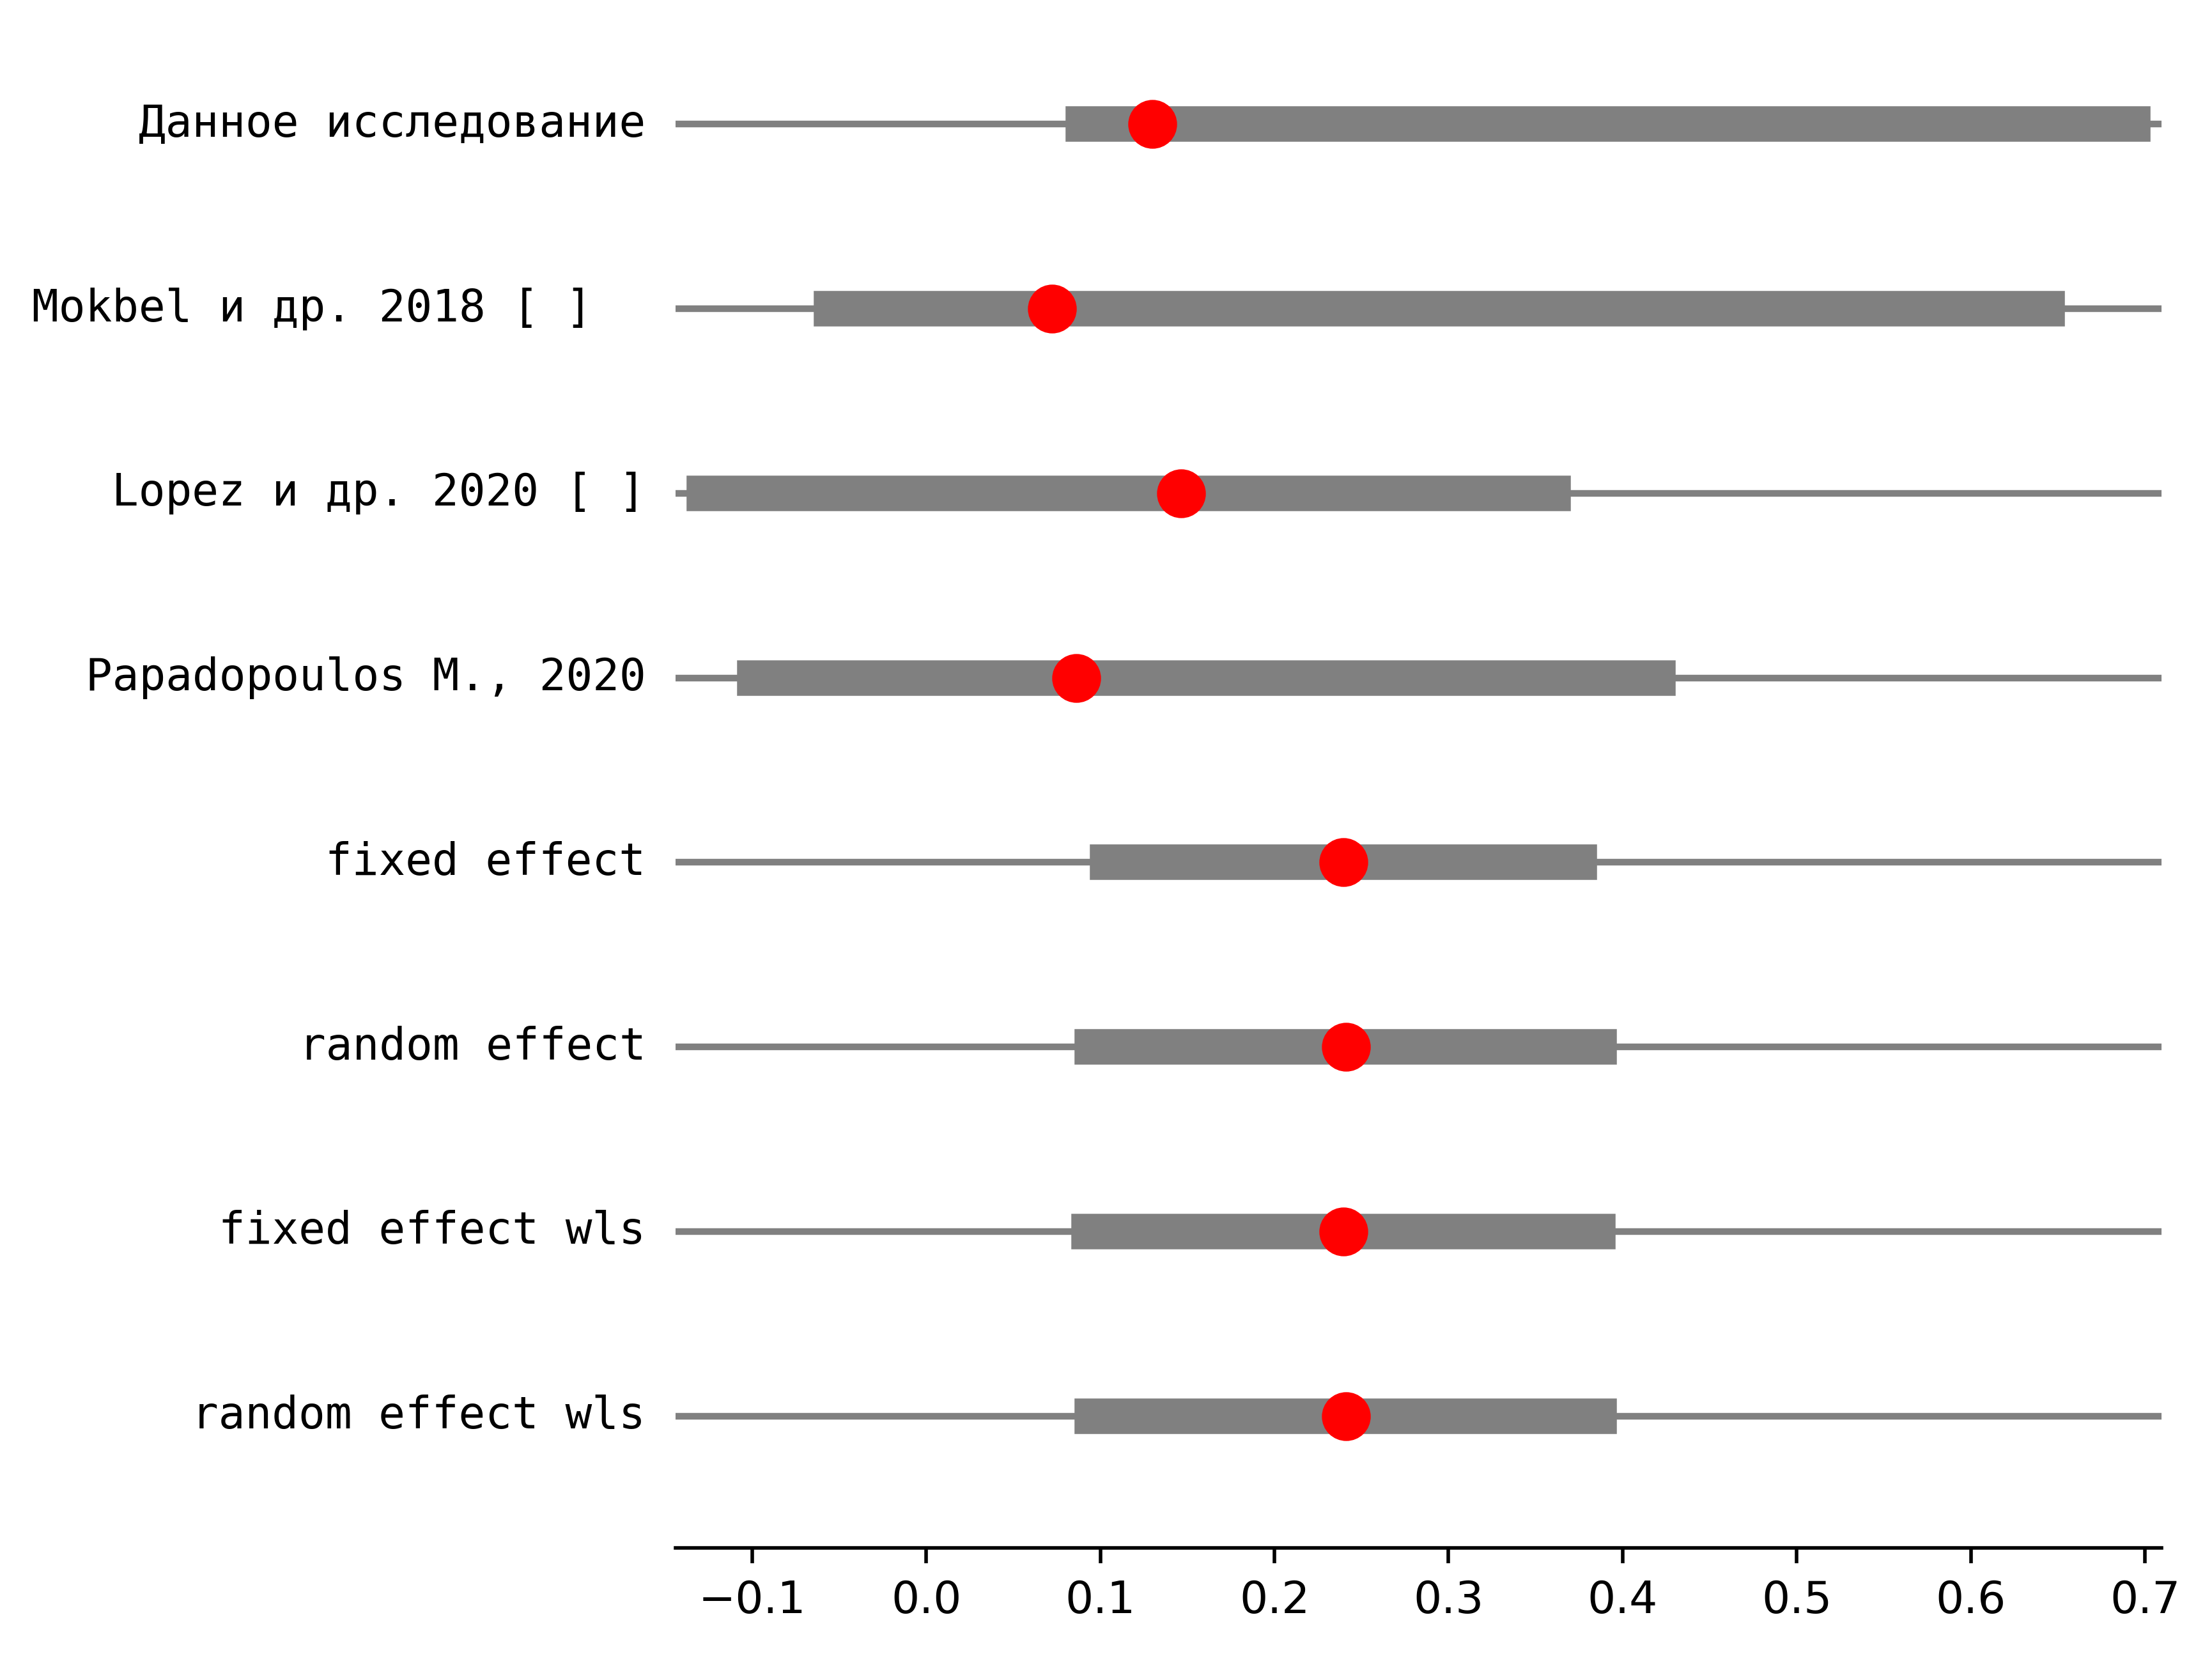 Данное исследование
Mokbel и др. 2018 [ ]
Lopez и др. 2020 [ ]
Papadopoulos M., 2020
fixed effect
random effect
fixed effect wls
random effect wls
−0.1 0.0 0.1 0.2 0.3 0.4 0.5 0.6 0.7